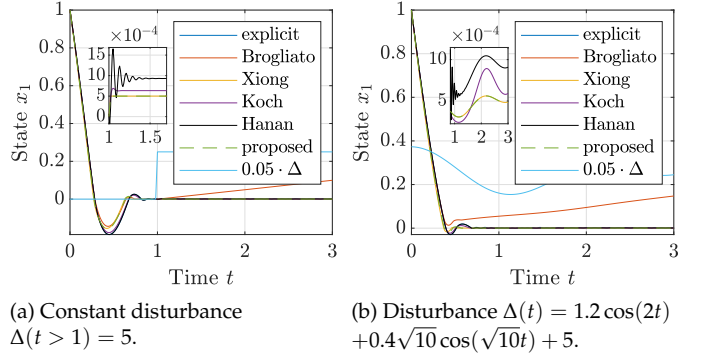 1
0.8
0.6
0.4
0.2
0
State x₁
0 1 2 3
Time t
×10⁻⁴
15
10
5
0
1 1.5
explicit
Brogliato
Xiong
Koch
Hanan
proposed
0.05 · Δ
(a) Constant disturbance
Δ(t > 1) = 5.
1
0.8
0.6
0.4
0.2
0
State x₁
0 1 2 3
Time t
×10⁻⁴
10
5
1 2 3
explicit
Brogliato
Xiong
Koch
Hanan
proposed
0.05 · Δ
(b) Disturbance Δ(t) = 1.2 cos(2t)
+0.4√10 cos(√10t) + 5.